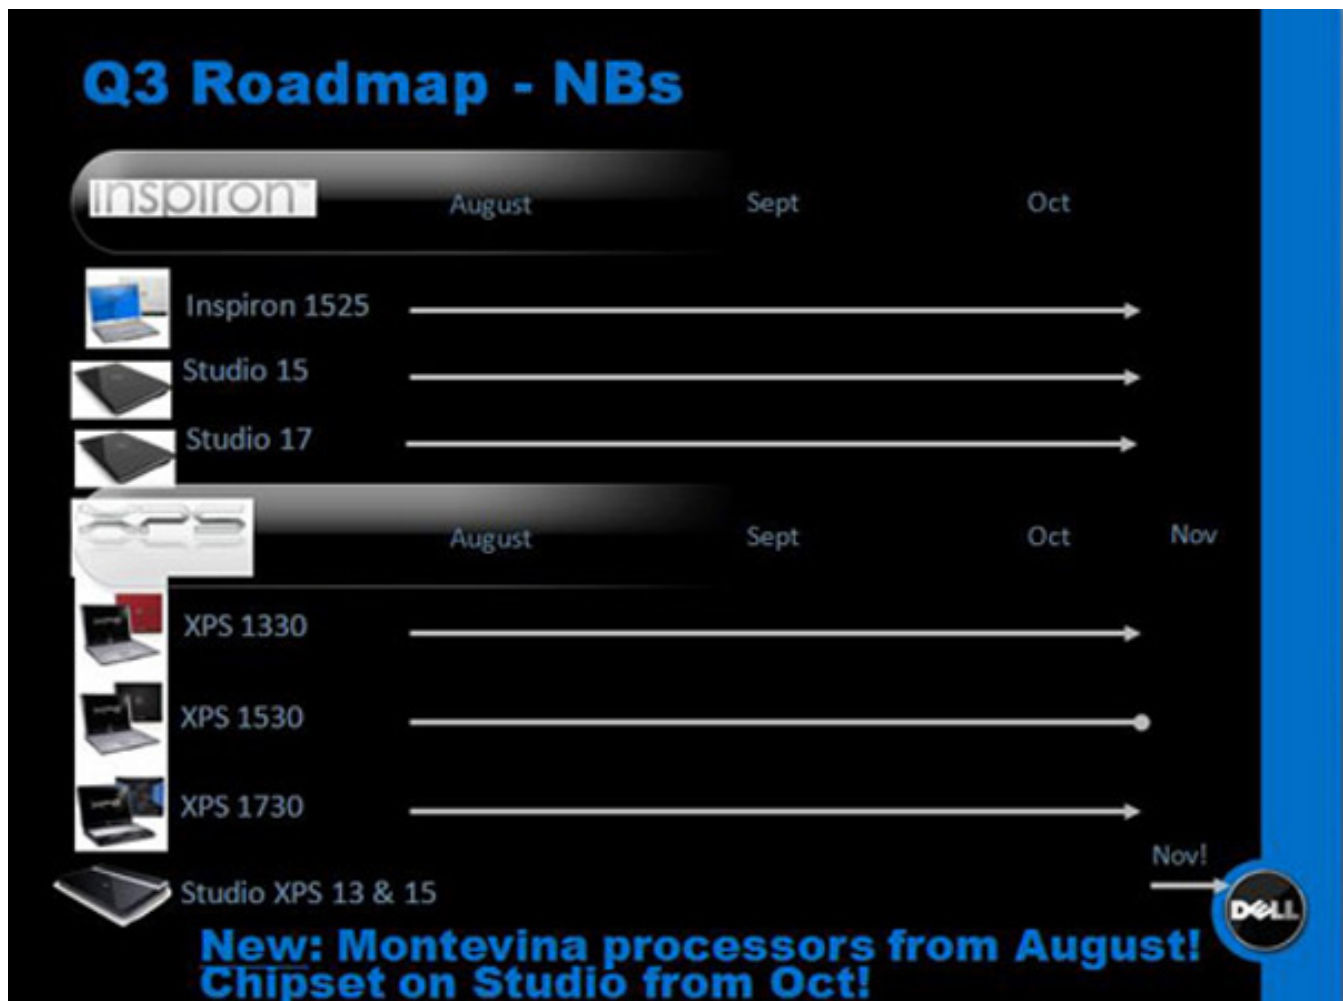 Q3 Roadmap - NBs
inspiron™
August Sept Oct
Inspiron 1525
Studio 15
Studio 17
XPS
August Sept Oct Nov
XPS 1330
XPS 1530
XPS 1730
Nov!
Studio XPS 13 & 15
DELL
New: Montevina processors from August!
Chipset on Studio from Oct!